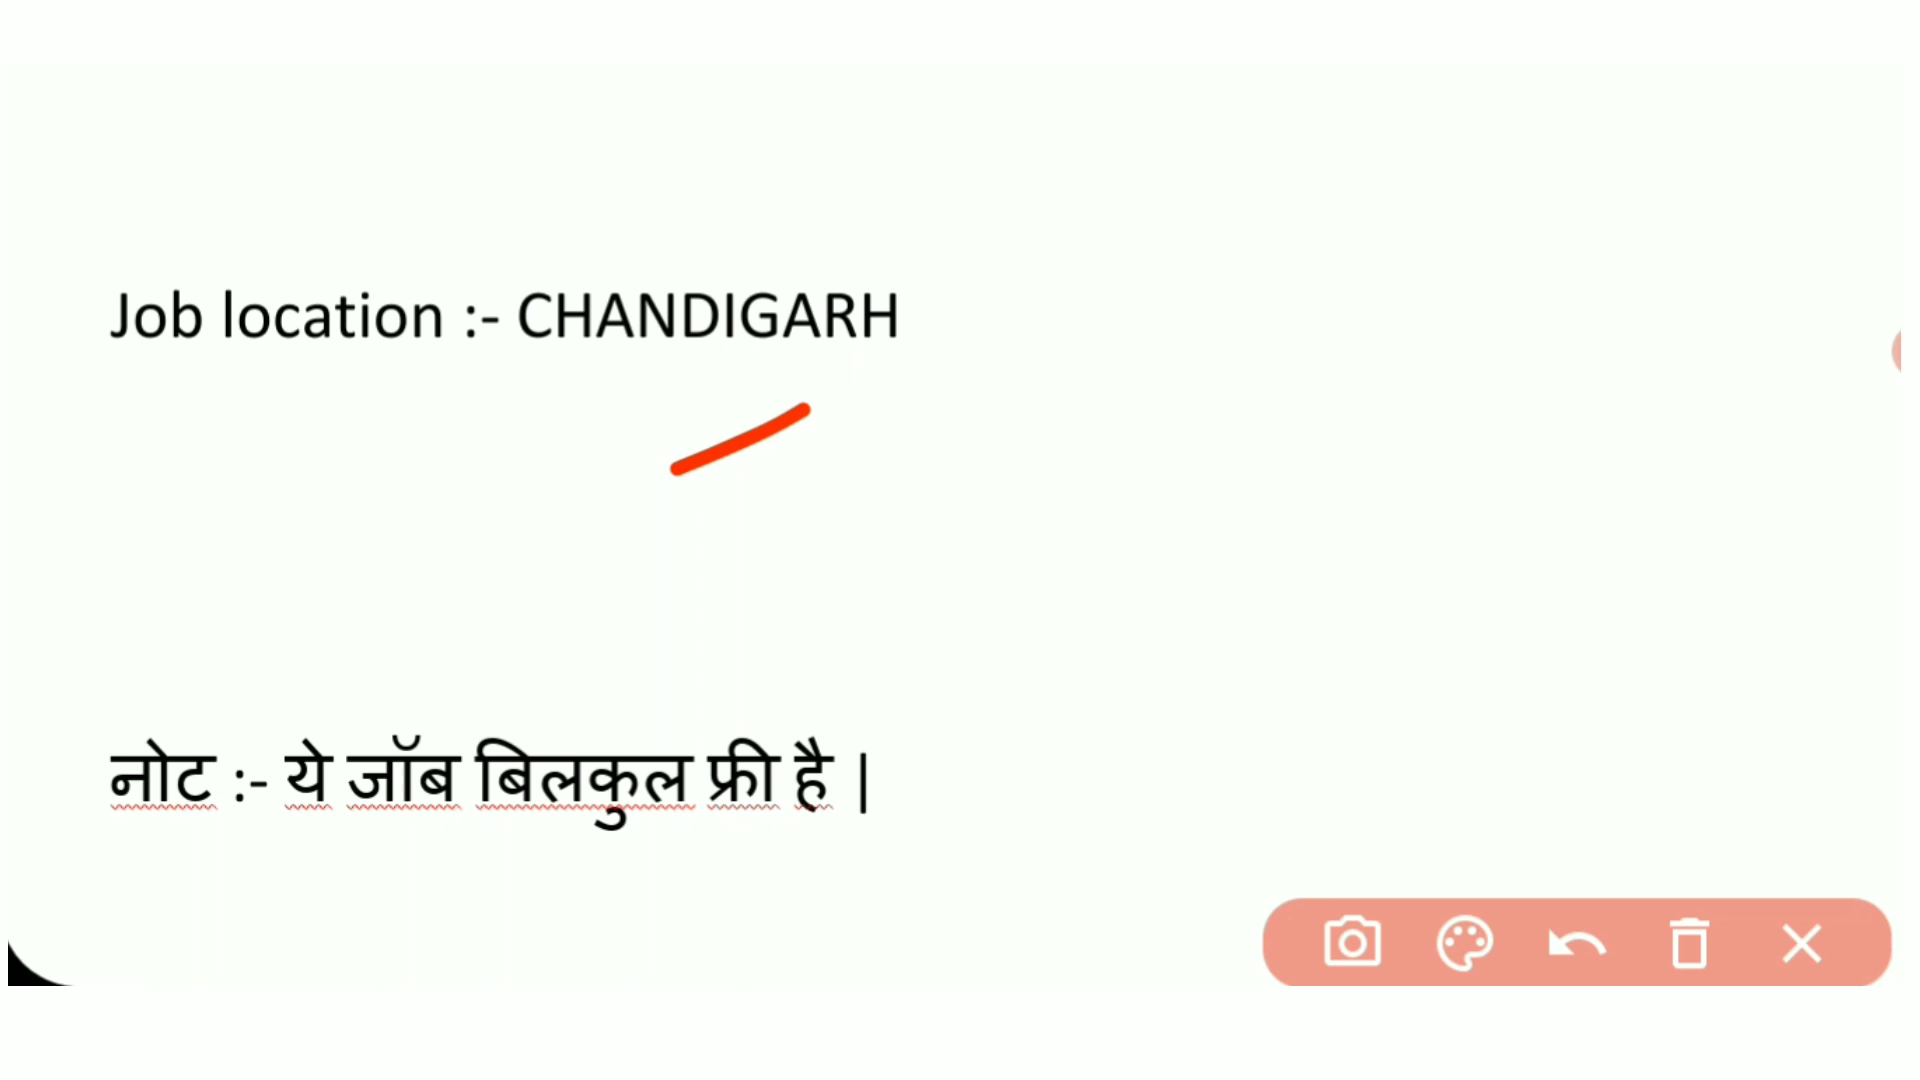 Job location :- CHANDIGARH
नोट :- ये जॉब बिलकुल फ्री है |